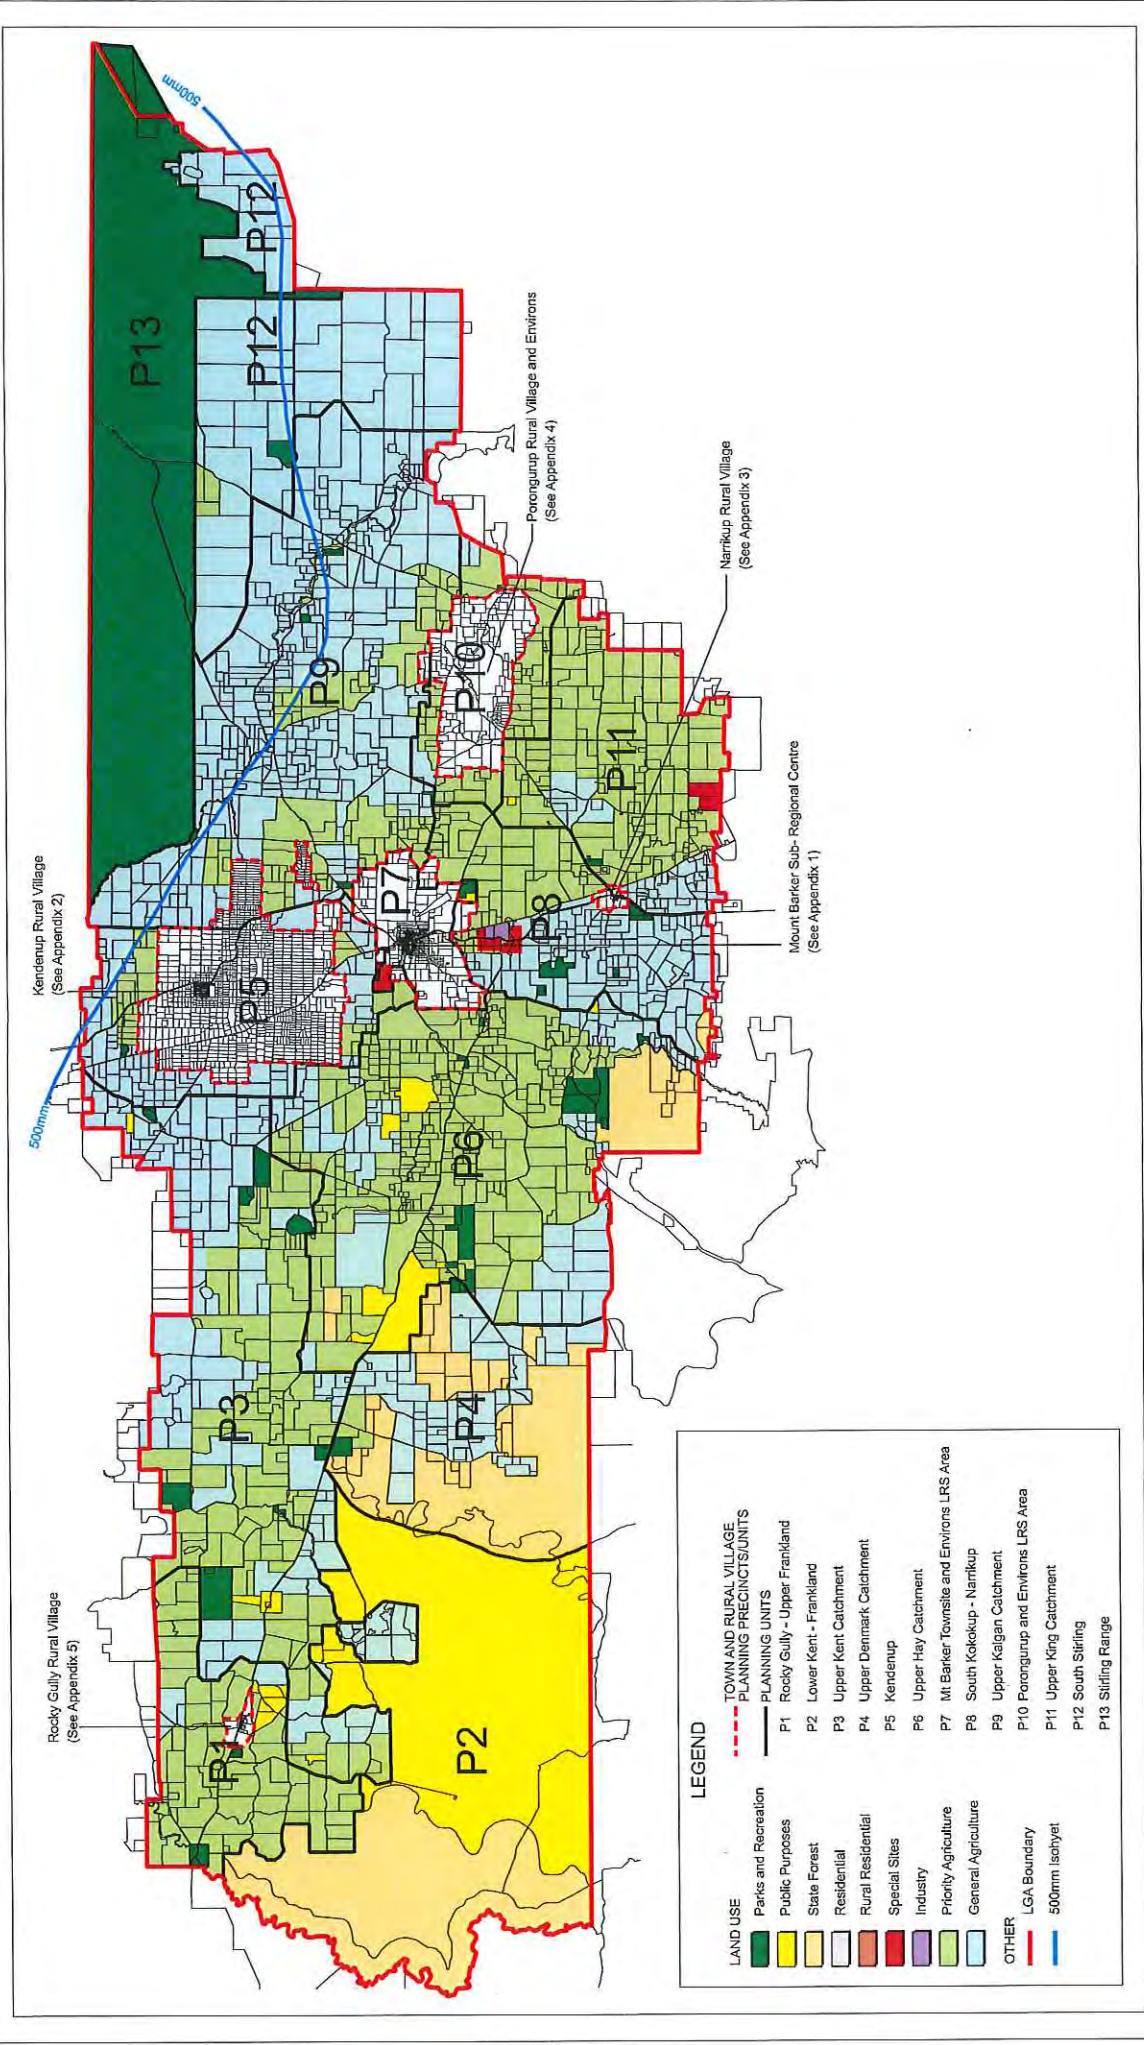 Rocky Gully Rural Village
(See Appendix 5)
Kendenup Rural Village
(See Appendix 2)
500mm
500mm
P1
P2
P3
P4
P5
P6
P7
P8
P9
P10
P11
P12
P12
P13
Porongurup Rural Village and Environs
(See Appendix 4)
Narrikup Rural Village
(See Appendix 3)
Mount Barker Sub- Regional Centre
(See Appendix 1)
LEGEND
LAND USE
Parks and Recreation
Public Purposes
State Forest
Residential
Rural Residential
Special Sites
Industry
Priority Agriculture
General Agriculture
OTHER
LGA Boundary
500mm Isohyet
TOWN AND RURAL VILLAGE
PLANNING PRECINCTS/UNITS
PLANNING UNITS
P1 Rocky Gully - Upper Frankland
P2 Lower Kent - Frankland
P3 Upper Kent Catchment
P4 Upper Denmark Catchment
P5 Kendenup
P6 Upper Hay Catchment
P7 Mt Barker Townsite and Environs LRS Area
P8 South Kokokup - Narrikup
P9 Upper Kalgan Catchment
P10 Porongurup and Environs LRS Area
P11 Upper King Catchment
P12 South Stirling
P13 Stirling Range